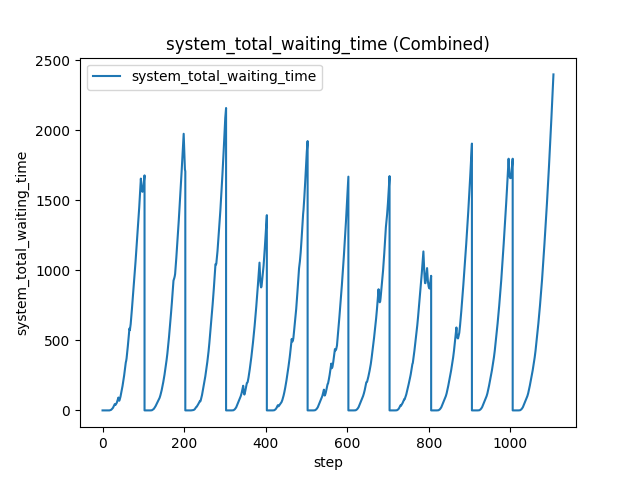 system_total_waiting_time (Combined)
system_total_waiting_time
system_total_waiting_time
2500
2000
1500
1000
500
0
0 200 400 600 800 1000
step